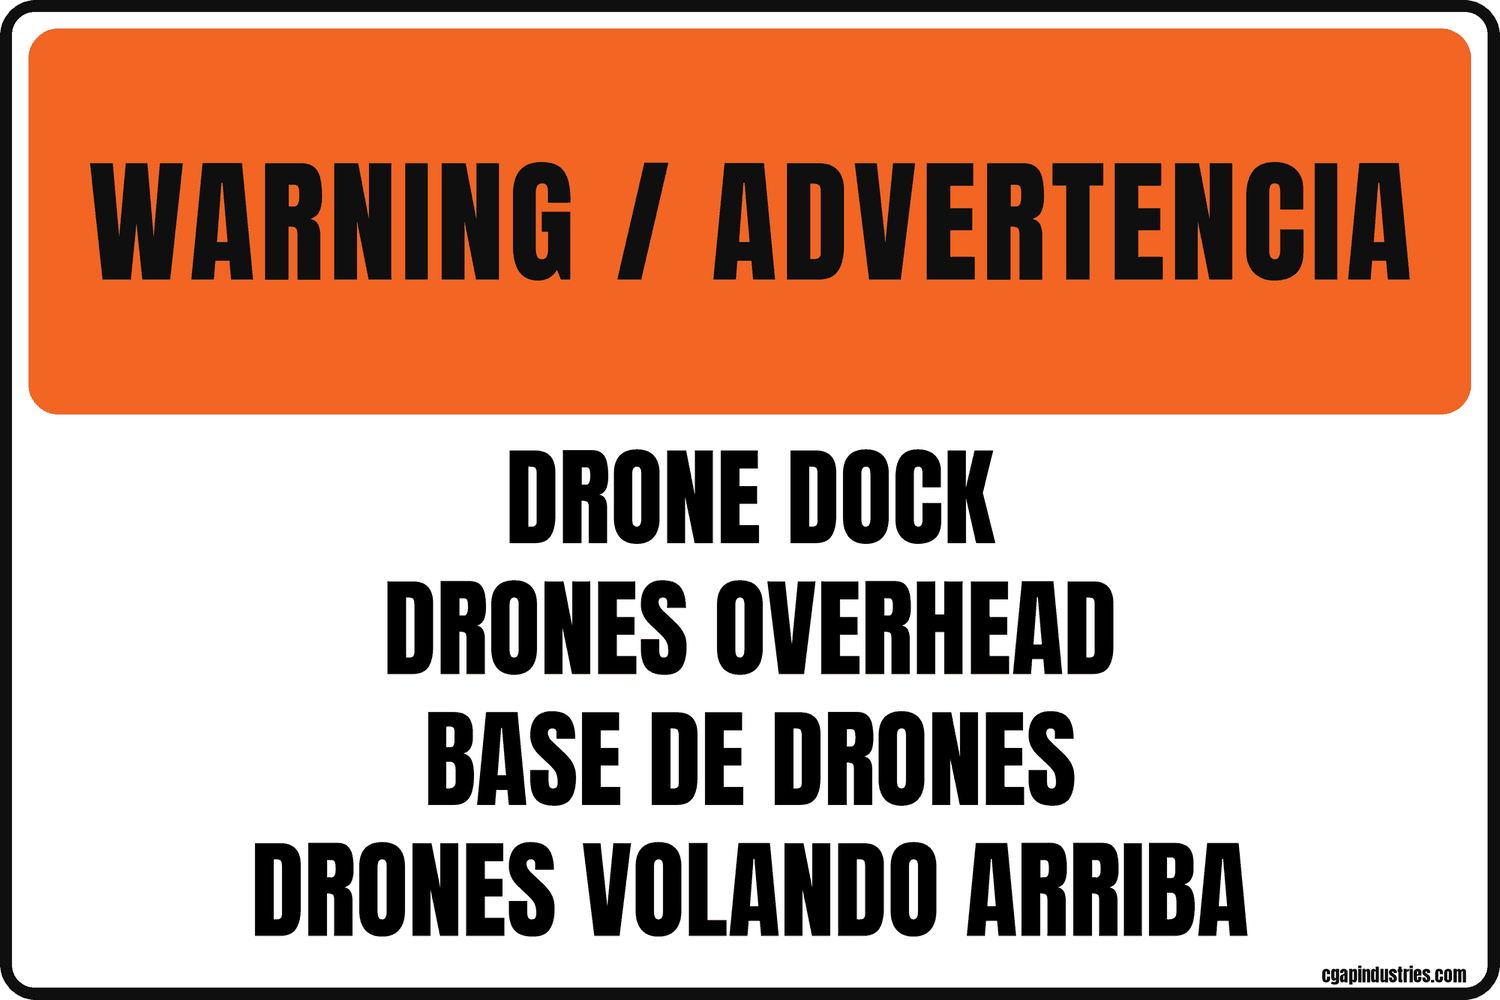 WARNING / ADVERTENCIA
DRONE DOCK
DRONES OVERHEAD
BASE DE DRONES
DRONES VOLANDO ARRIBA
cgapindustries.com